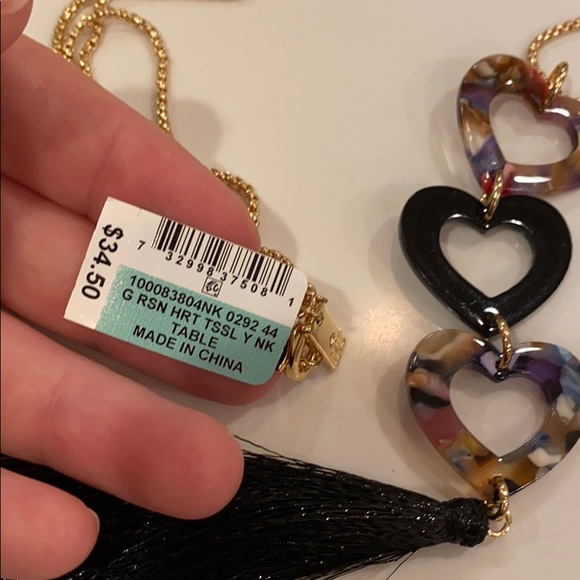 $34.50
7 32998 37508 1
100083804NK 0292 44
G RSN HRT TSSL Y NK
TABLE
MADE IN CHINA